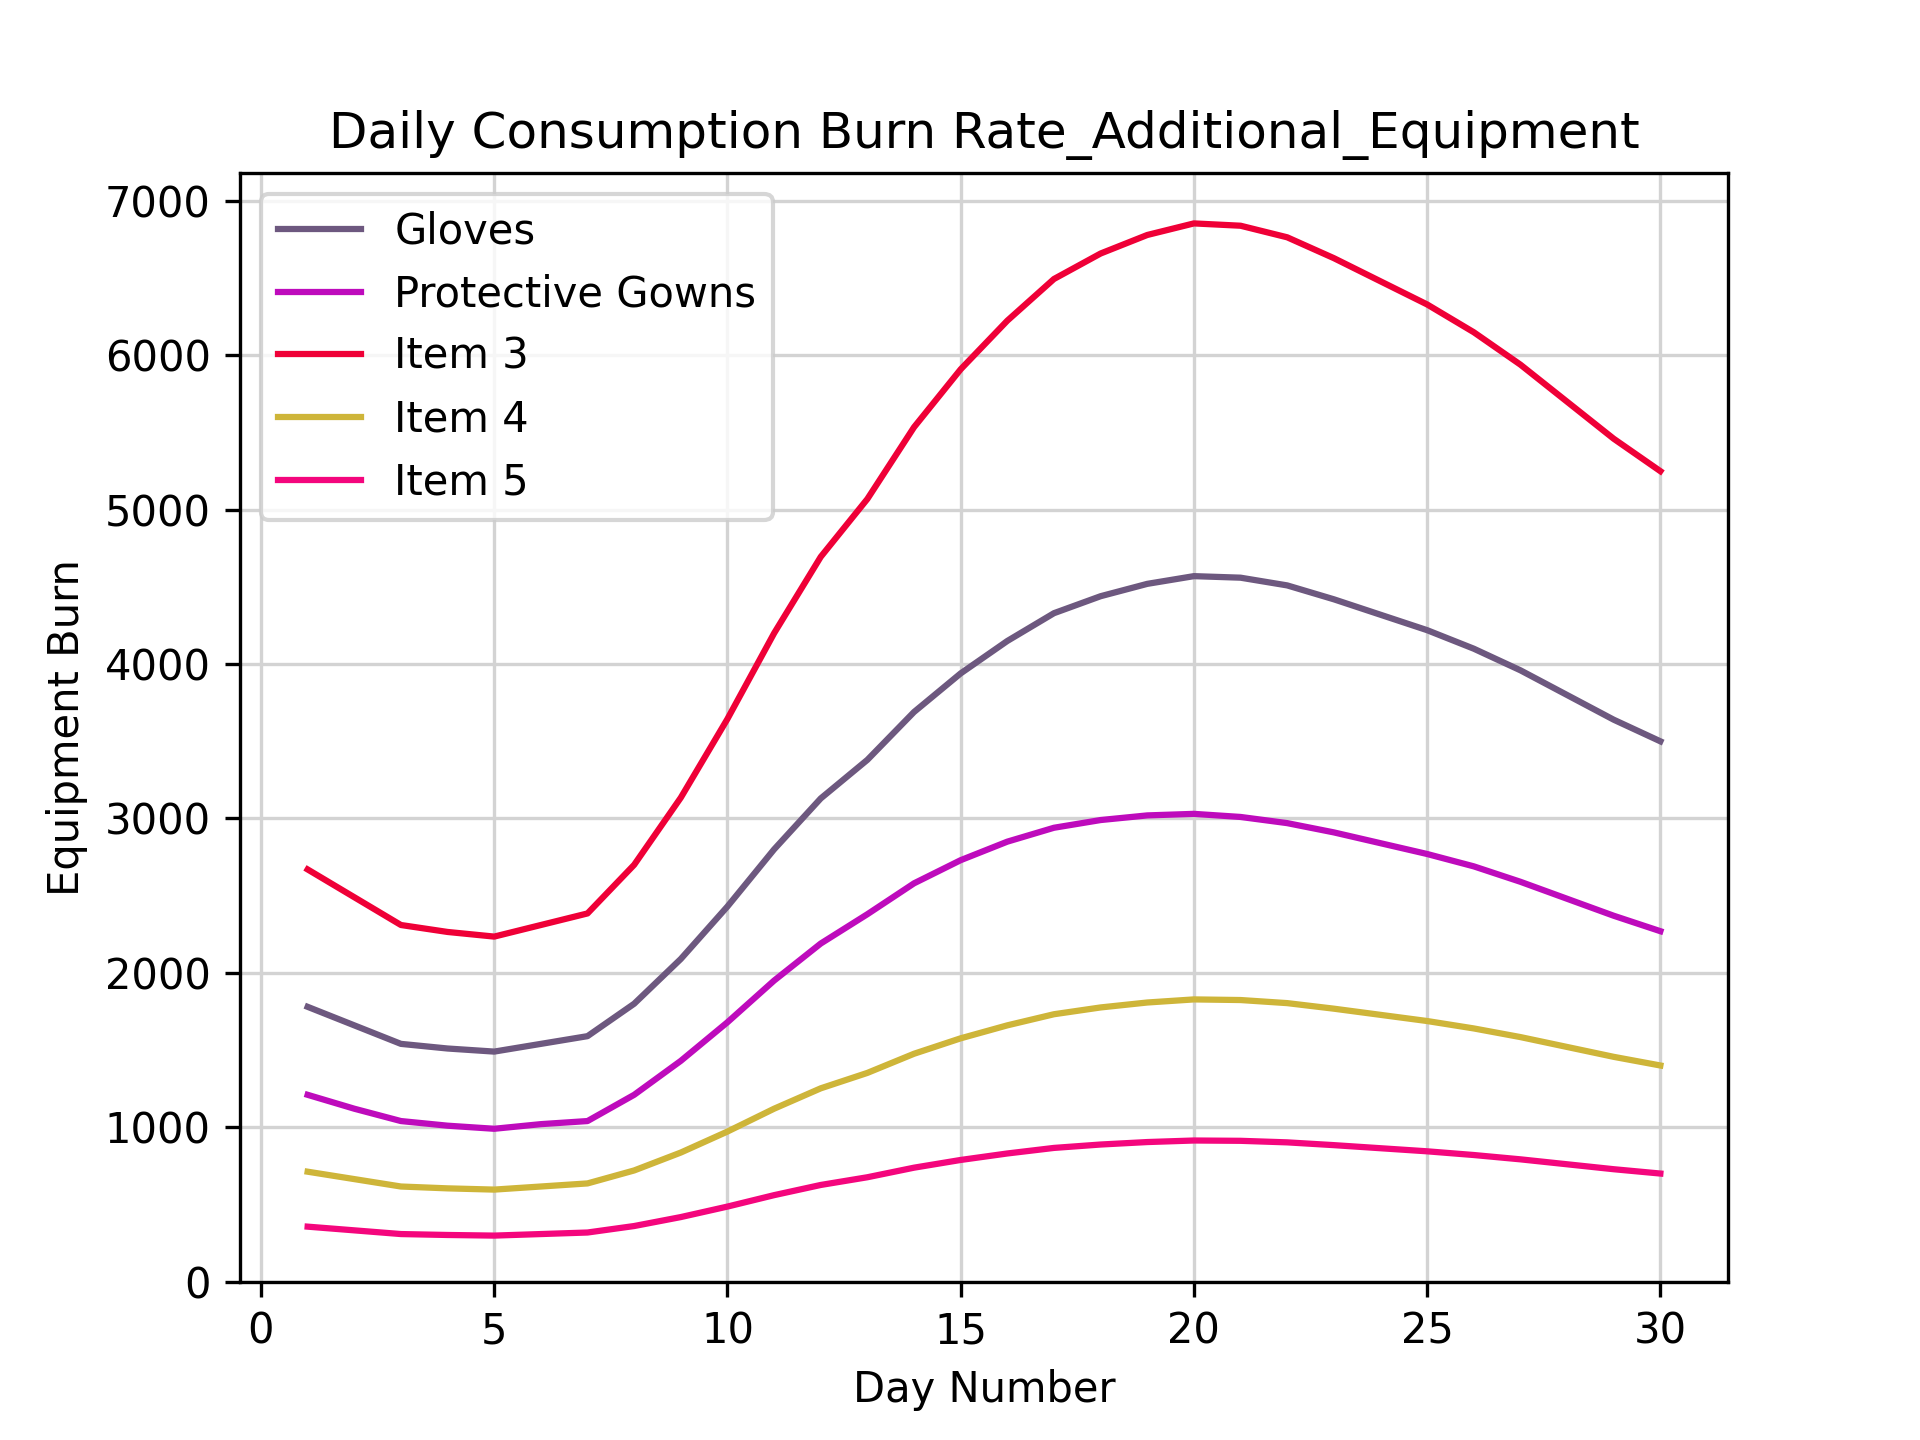 Daily Consumption Burn Rate_Additional_Equipment
Gloves
Protective Gowns
Item 3
Item 4
Item 5
Equipment Burn
7000
6000
5000
4000
3000
2000
1000
0
0 5 10 15 20 25 30
Day Number